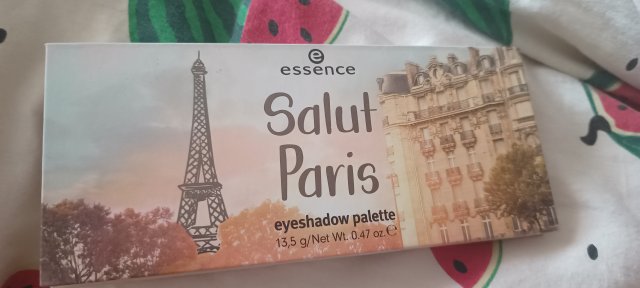 essence
Salut
Paris
eyeshadow palette
13,5 g/Net Wt. 0.47 oz.℮